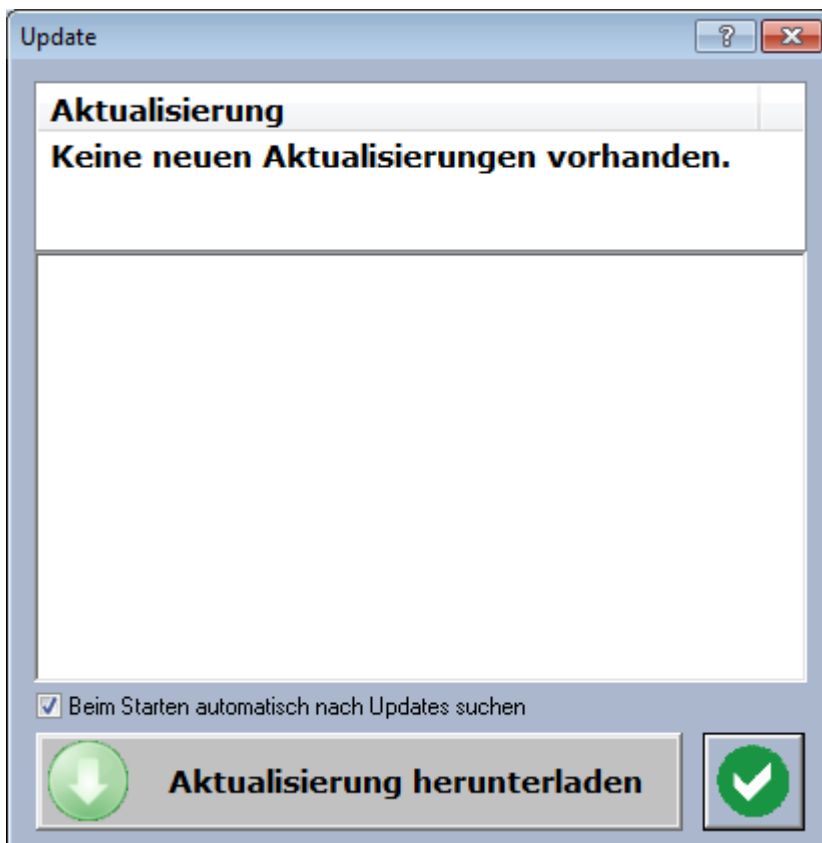 Update
Aktualisierung
Keine neuen Aktualisierungen vorhanden.
Beim Starten automatisch nach Updates suchen
Aktualisierung herunterladen